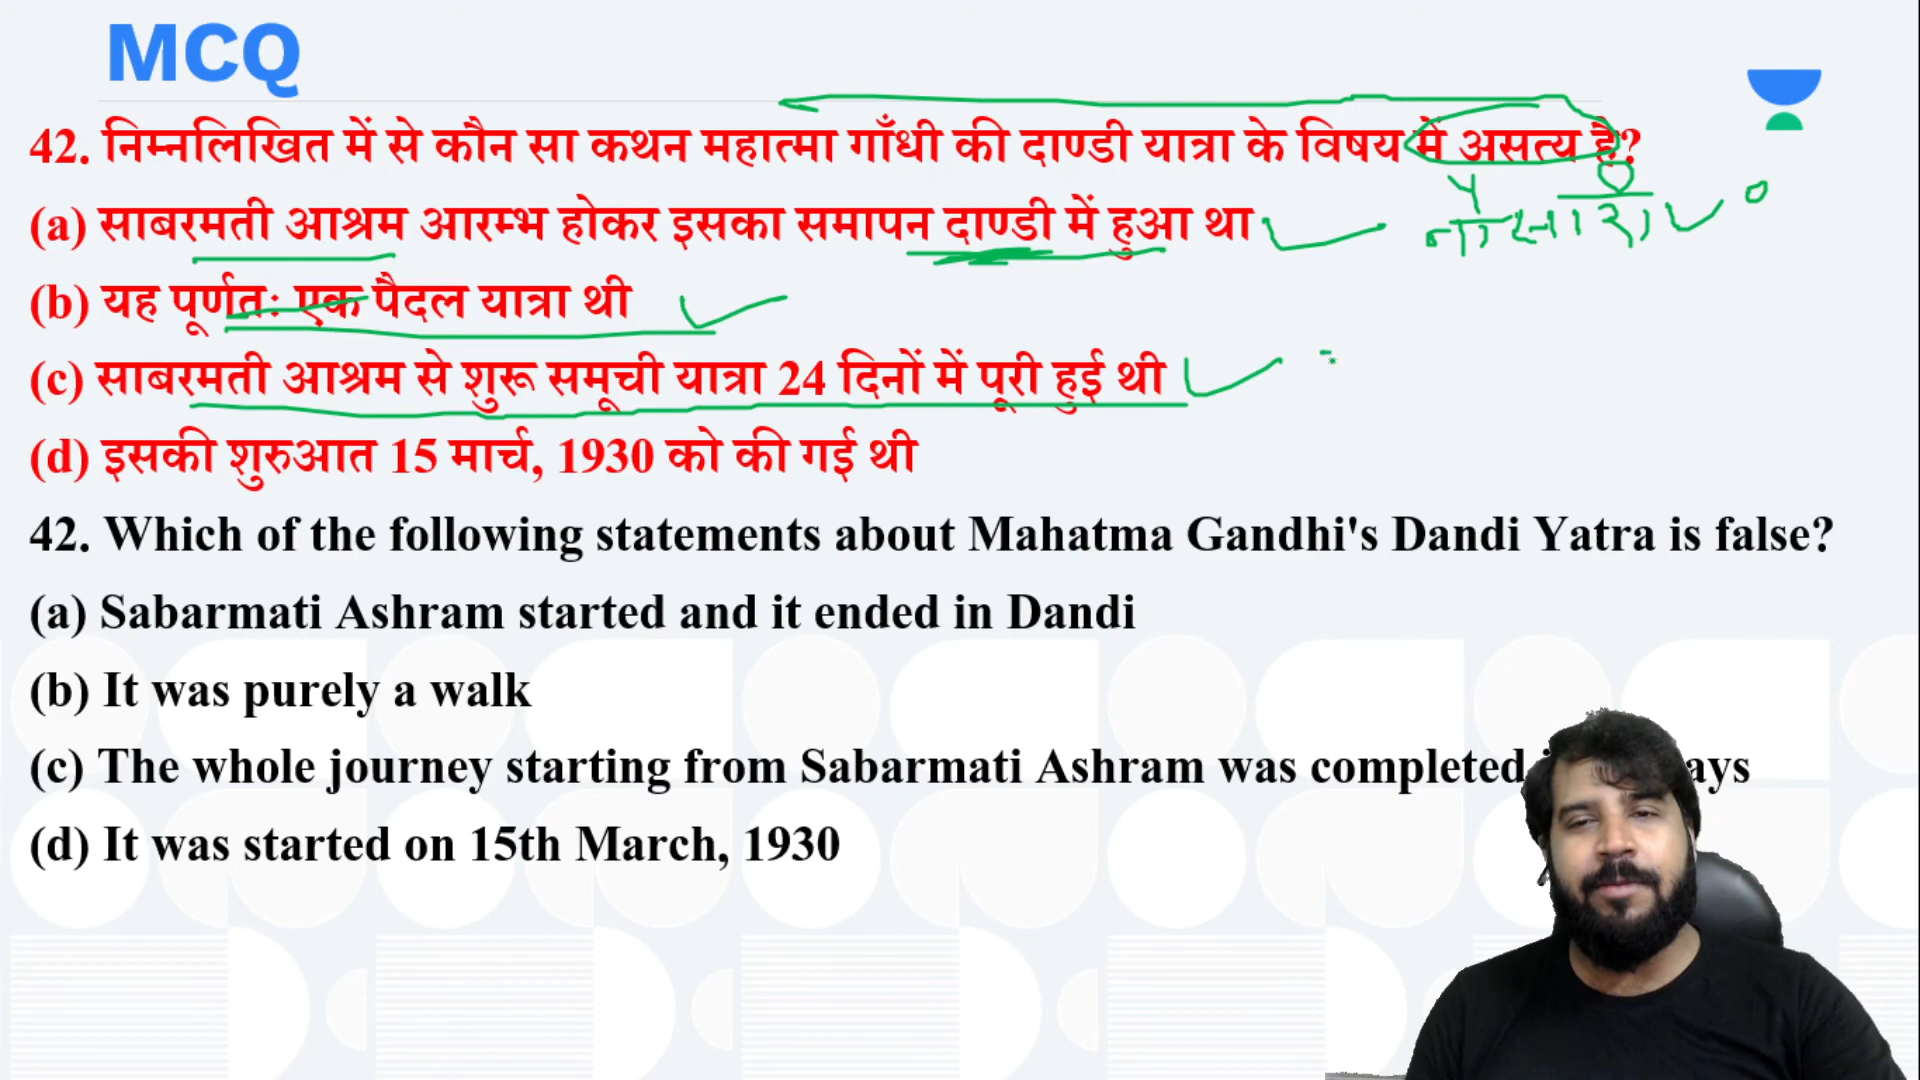 MCQ
42. निम्नलिखित में से कौन सा कथन महात्मा गाँधी की दाण्डी यात्रा के विषय में असत्य है?
(a) साबरमती आश्रम आरम्भ होकर इसका समापन दाण्डी में हुआ था
(b) यह पूर्णतः एक पैदल यात्रा थी
(c) साबरमती आश्रम से शुरू समूची यात्रा 24 दिनों में पूरी हुई थी
(d) इसकी शुरुआत 15 मार्च, 1930 को की गई थी
42. Which of the following statements about Mahatma Gandhi's Dandi Yatra is false?
(a) Sabarmati Ashram started and it ended in Dandi
(b) It was purely a walk
(c) The whole journey starting from Sabarmati Ashram was completed
(d) It was started on 15th March, 1930